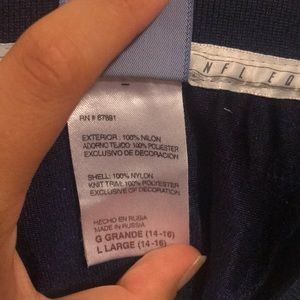 NFL EQ
RN # 67891
EXTERIOR: 100% NILON
ADORNO TEJIDO: 100% POLIESTER
EXCLUSIVO DE DECORACION
SHELL: 100% NYLON
KNIT TRIM: 100% POLYESTER
EXCLUSIVE OF DECORATION
HECHO EN RUSIA
MADE IN RUSSIA
G GRANDE (14-16)
L LARGE (14-16)